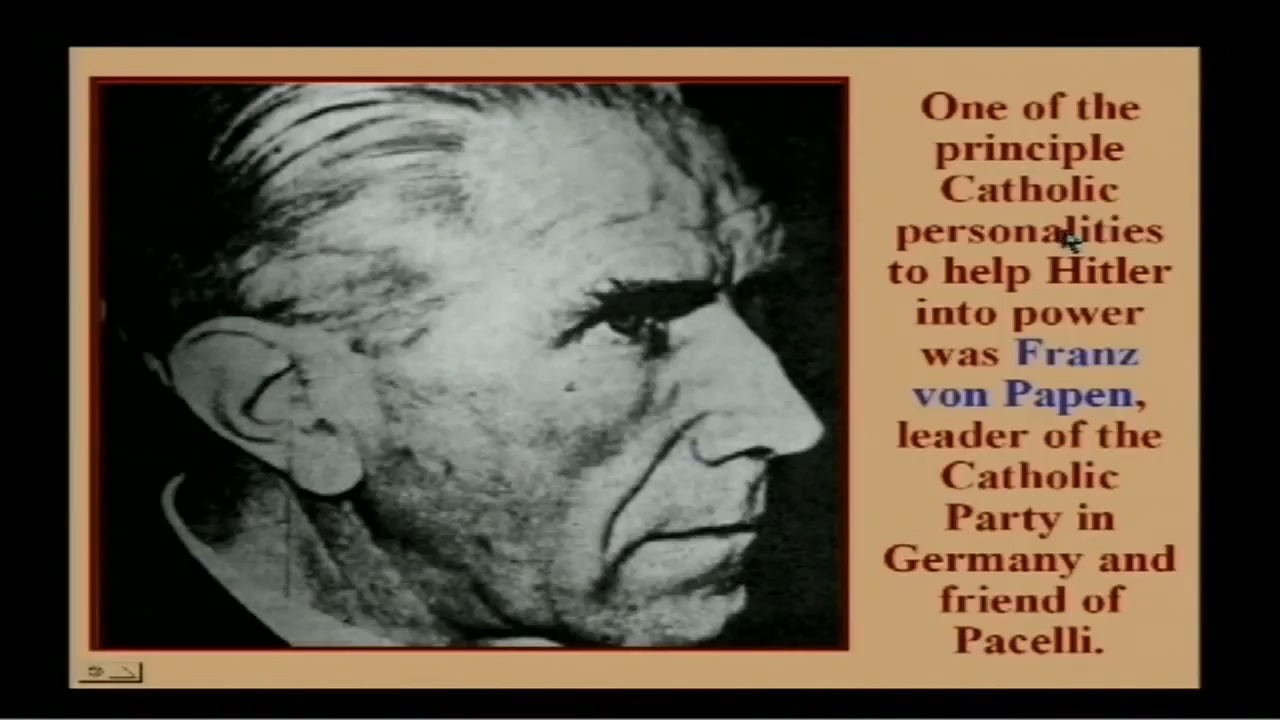 One of the
principle
Catholic
personalities
to help Hitler
into power
was Franz
von Papen,
leader of the
Catholic
Party in
Germany and
friend of
Pacelli.